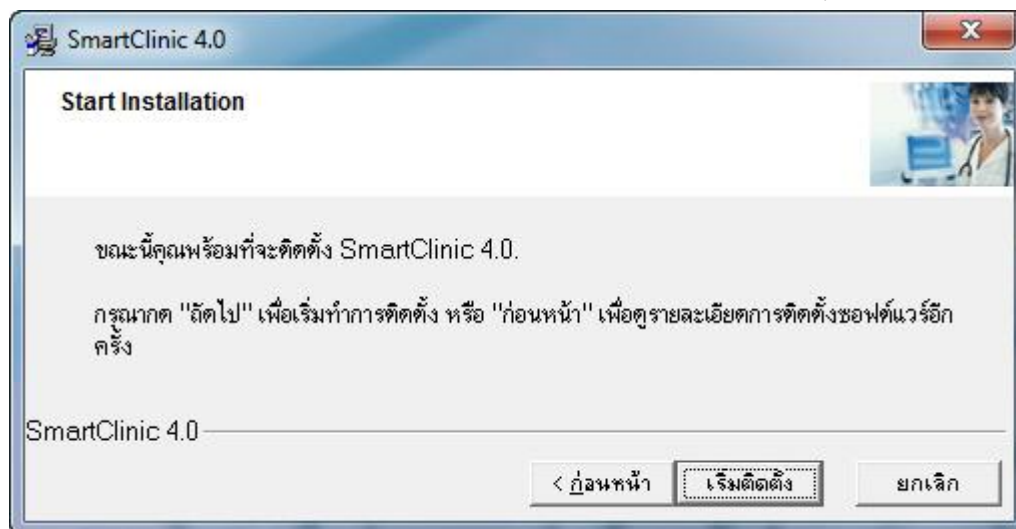 SmartClinic 4.0
Start Installation
ขณะนี้คุณพร้อมที่จะติดตั้ง SmartClinic 4.0.
กรุณากด "ถัดไป" เพื่อเริ่มทำการติดตั้ง หรือ "ก่อนหน้า" เพื่อดูรายละเอียดการติดตั้งซอฟต์แวร์อีก
ครั้ง
SmartClinic 4.0
< ก่อนหน้า เริ่มติดตั้ง ยกเลิก